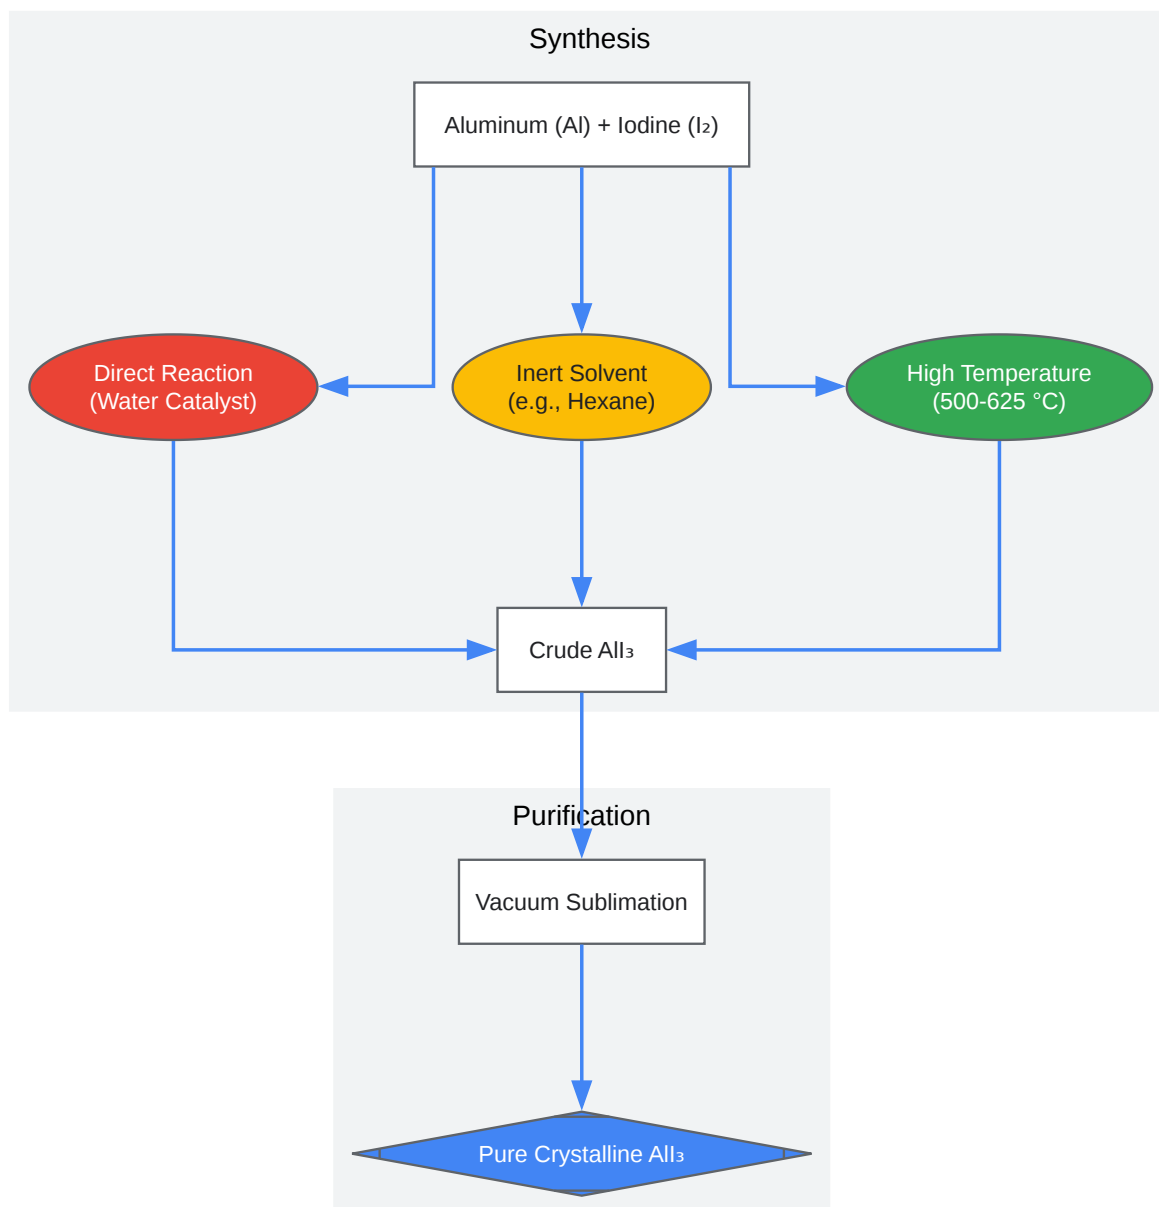 Synthesis
Aluminum (Al) + Iodine (I₂)
Direct Reaction
(Water Catalyst)
Inert Solvent
(e.g., Hexane)
High Temperature
(500-625 °C)
Crude AlI₃
Purification
Vacuum Sublimation
Pure Crystalline AlI₃